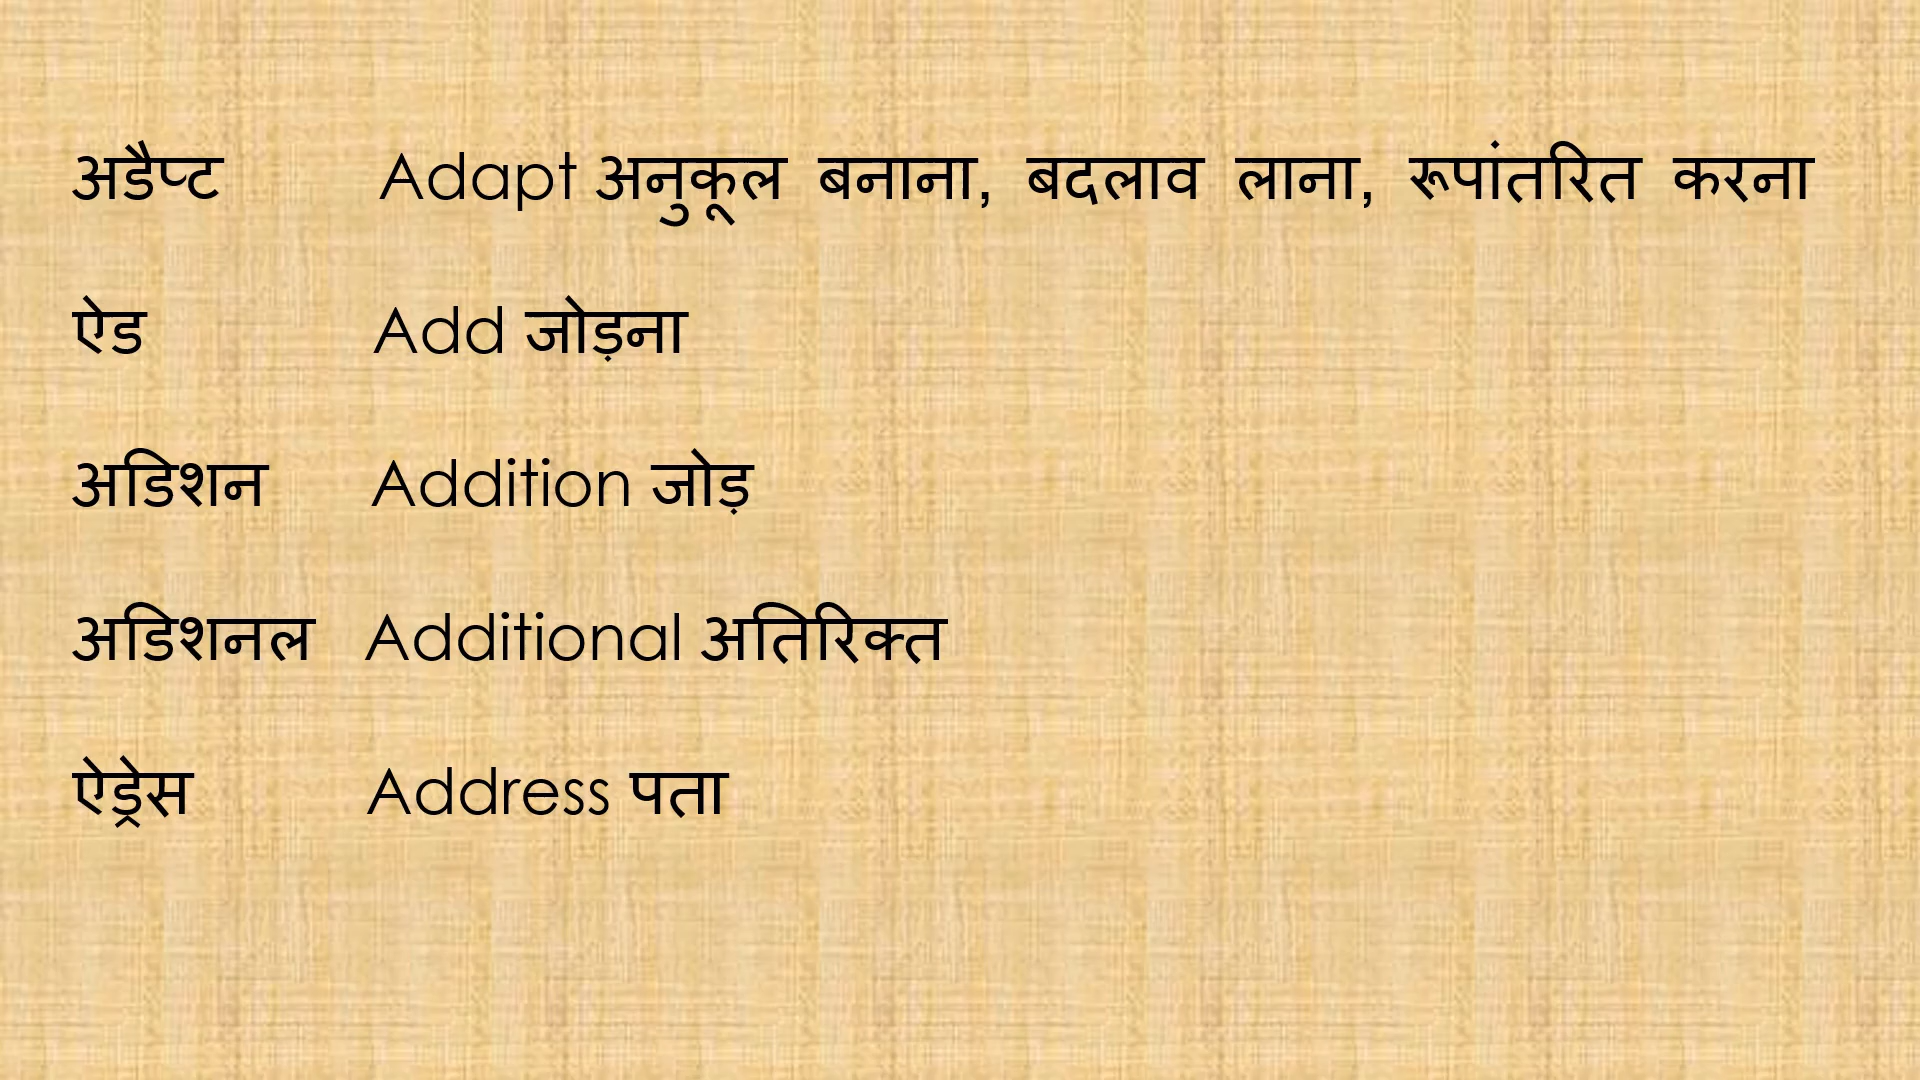 अडैप्ट Adapt अनुकूल बनाना, बदलाव लाना, रूपांतरित करना
ऐड Add जोड़ना
अडिशन Addition जोड़
अडिशनल Additional अतिरिक्त
ऐड्रेस Address पता